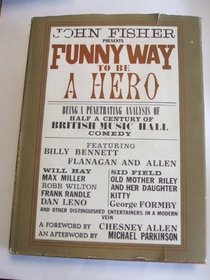 JOHN FISHER
PRESENTS
FUNNY WAY
TO BE
A HERO
BEING A PENETRATING ANALYSIS OF
HALF A CENTURY OF
BRITISH MUSIC HALL
COMEDY
FEATURING
BILLY BENNETT
FLANAGAN AND ALLEN
WILL HAY
MAX MILLER
ROBB WILTON
FRANK RANDLE
DAN LENO
SID FIELD
OLD MOTHER RILEY
AND HER DAUGHTER
KITTY
GEORGE FORMBY
AND OTHER DISTINGUISHED ENTERTAINERS IN A MODERN
VEIN
A FOREWORD BY CHESNEY ALLEN
AN AFTERWORD BY MICHAEL PARKINSON